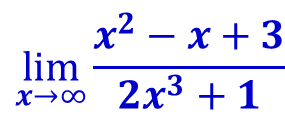 lim x→∞ (x² − x + 3) / (2x³ + 1)